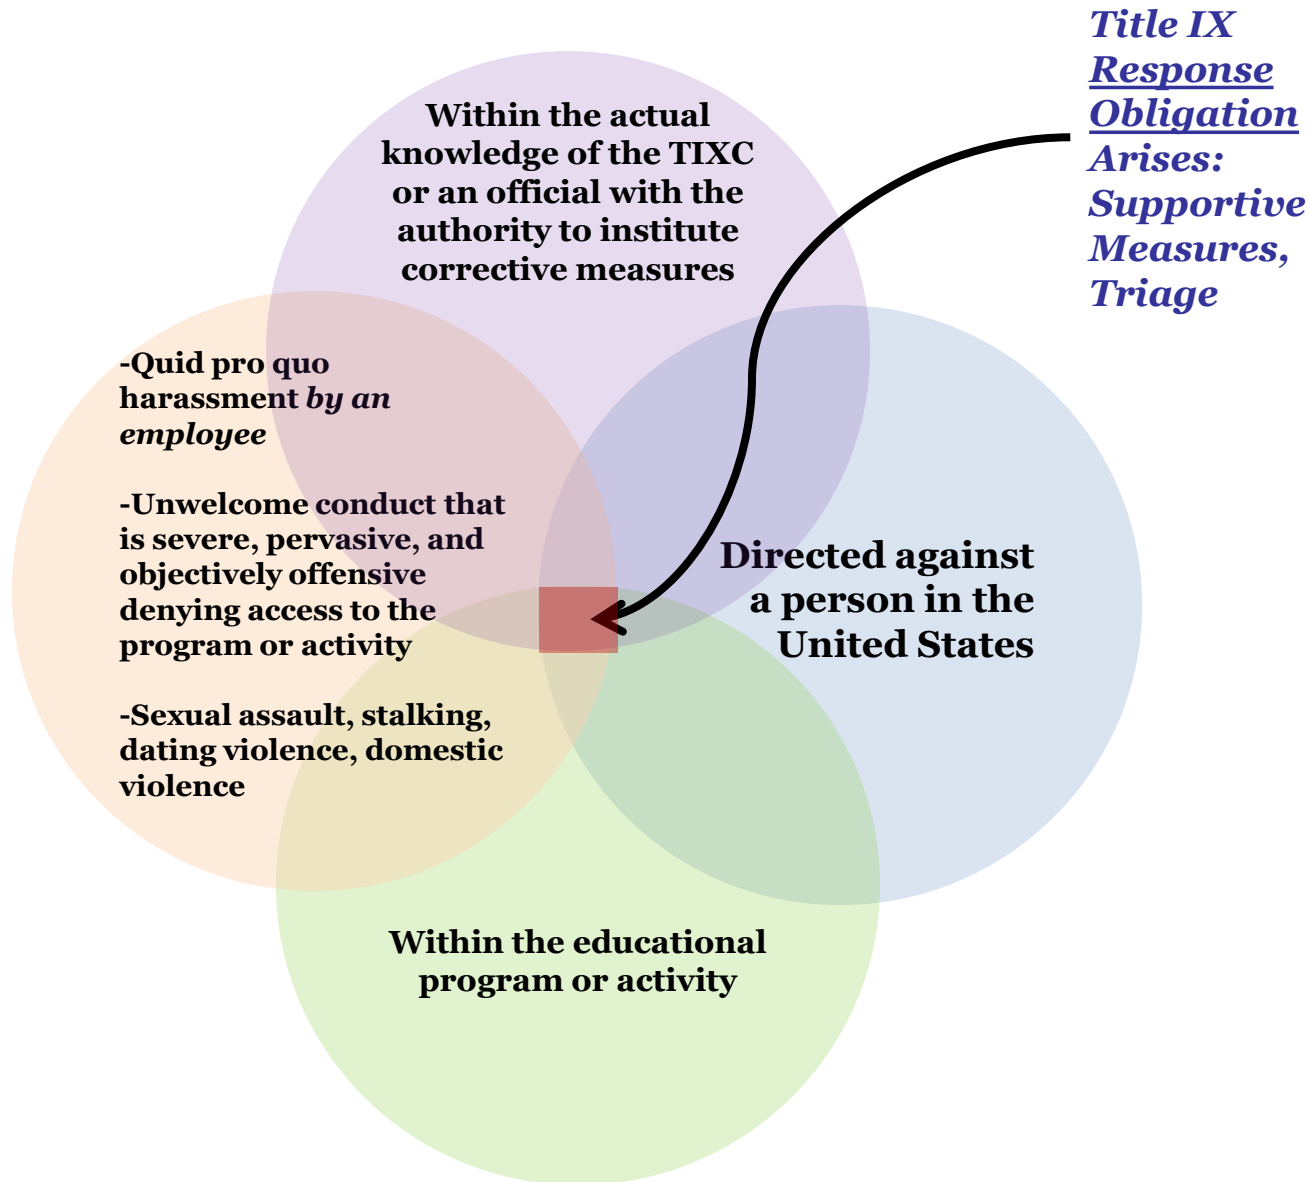 Title IX
Response
Obligation
Arises:
Supportive
Measures,
Triage
Within the actual
knowledge of the TIXC
or an official with the
authority to institute
corrective measures
-Quid pro quo
harassment by an
employee
-Unwelcome conduct that
is severe, pervasive, and
objectively offensive
denying access to the
program or activity
-Sexual assault, stalking,
dating violence, domestic
violence
Directed against
a person in the
United States
Within the educational
program or activity